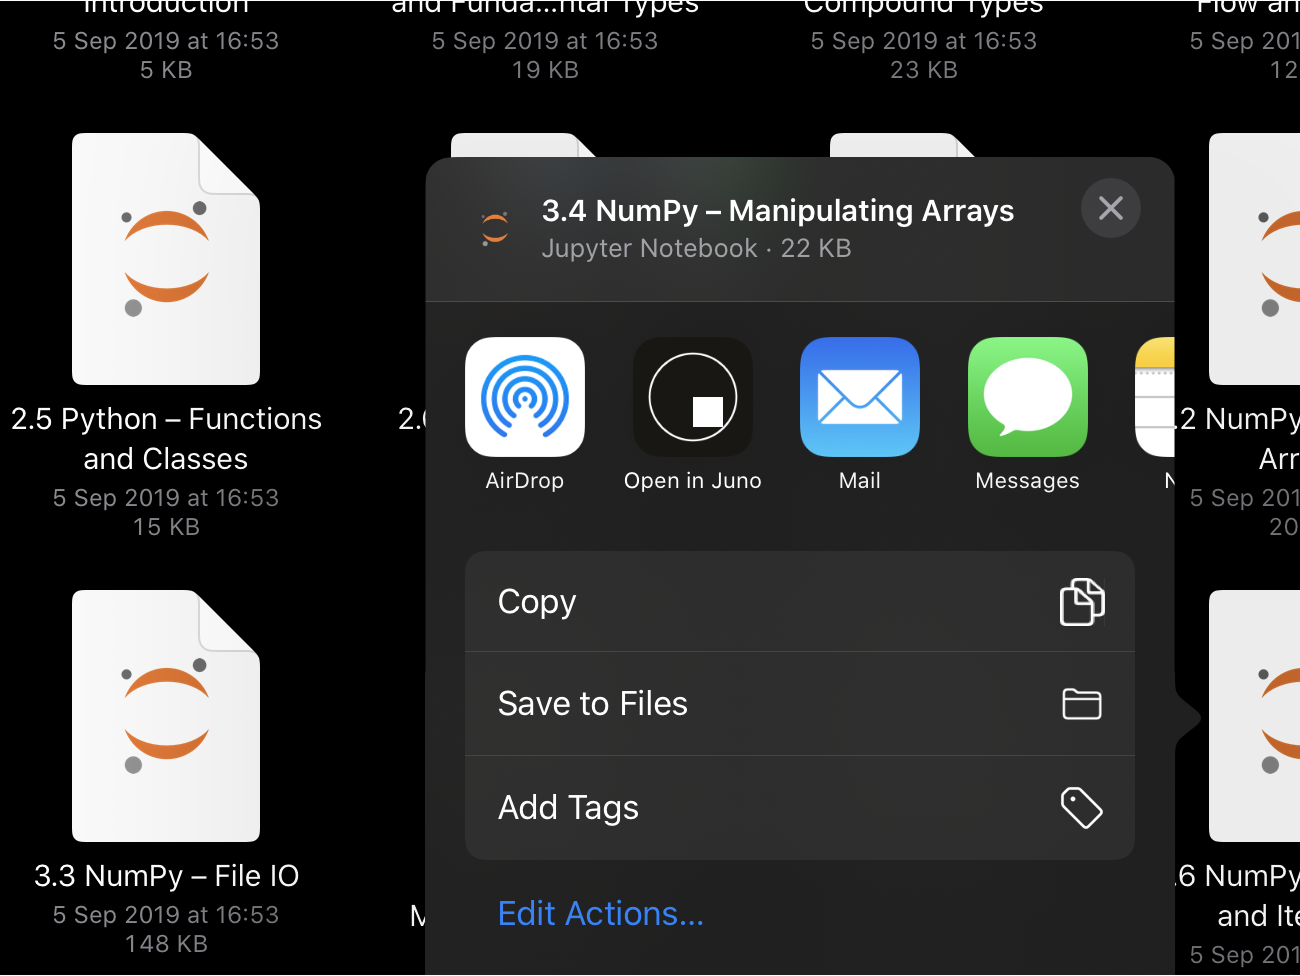 Introduction
and Funda...ntal Types
Compound Types
Flow an
5 Sep 2019 at 16:53
5 Sep 2019 at 16:53
5 Sep 2019 at 16:53
5 Sep 201
5 KB
19 KB
23 KB
12
3.4 NumPy – Manipulating Arrays
Jupyter Notebook · 22 KB
AirDrop
Open in Juno
Mail
Messages
N
Copy
Save to Files
Add Tags
Edit Actions...
2.5 Python – Functions
and Classes
5 Sep 2019 at 16:53
15 KB
2.
.2 NumPy
Arr
5 Sep 201
20
3.3 NumPy – File IO
5 Sep 2019 at 16:53
148 KB
M
.6 NumPy
and Ite
5 Sep 201